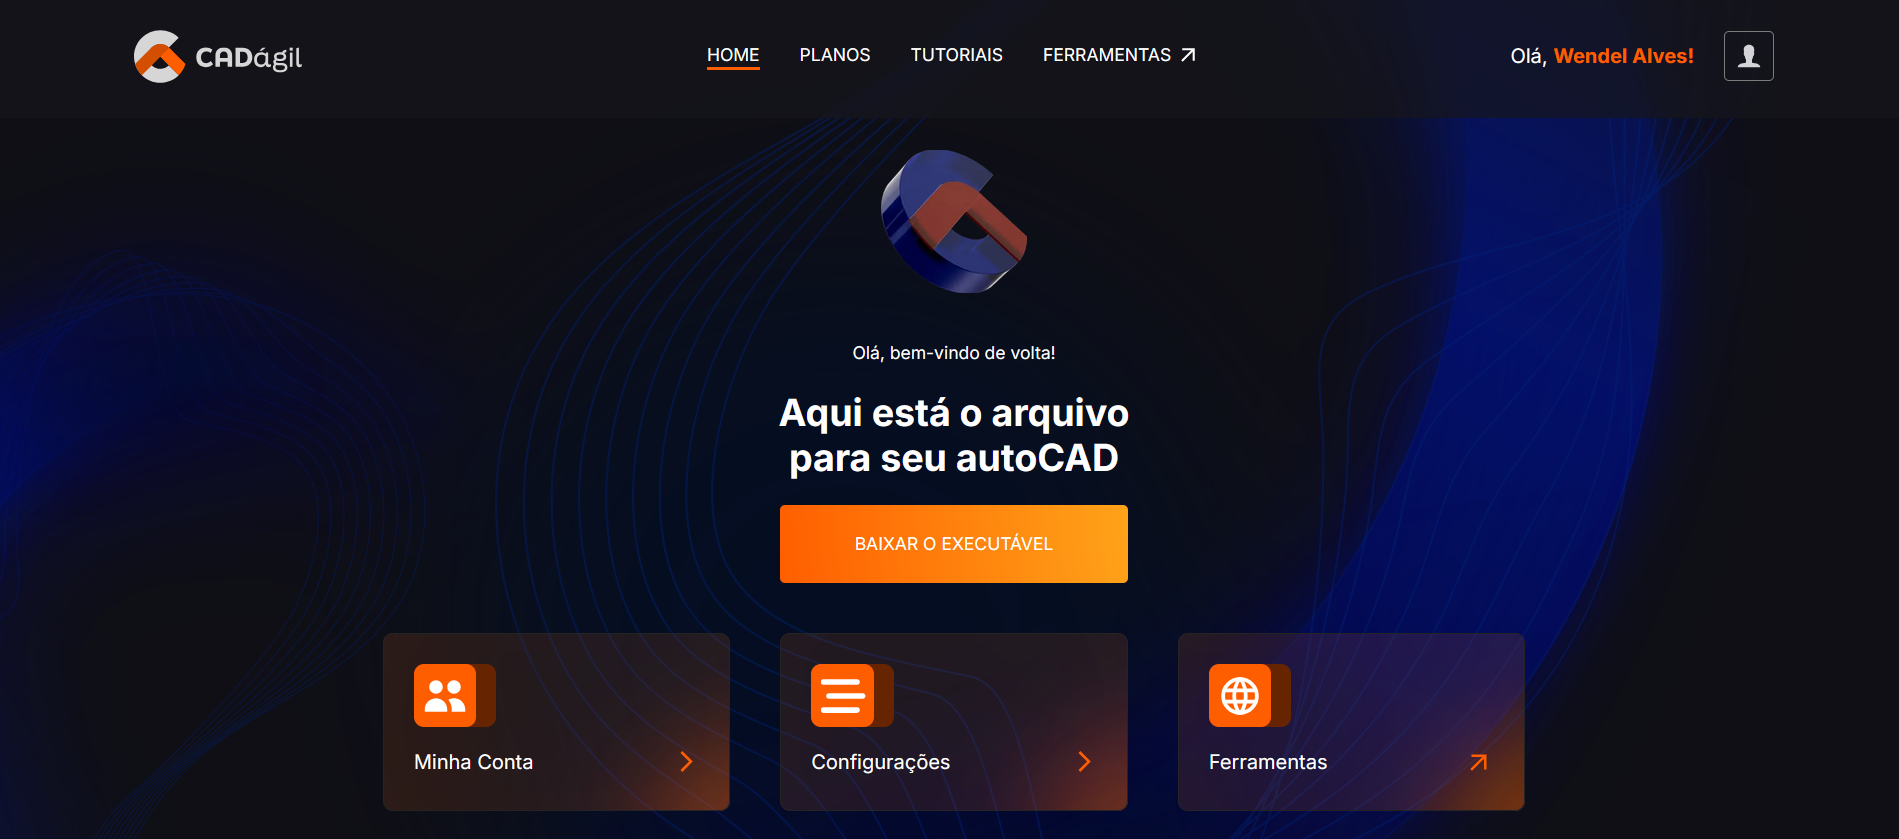 CADágil
HOME
PLANOS
TUTORIAIS
FERRAMENTAS
Olá, Wendel Alves!
Olá, bem-vindo de volta!
Aqui está o arquivo
para seu autoCAD
BAIXAR O EXECUTÁVEL
Minha Conta
Configurações
Ferramentas